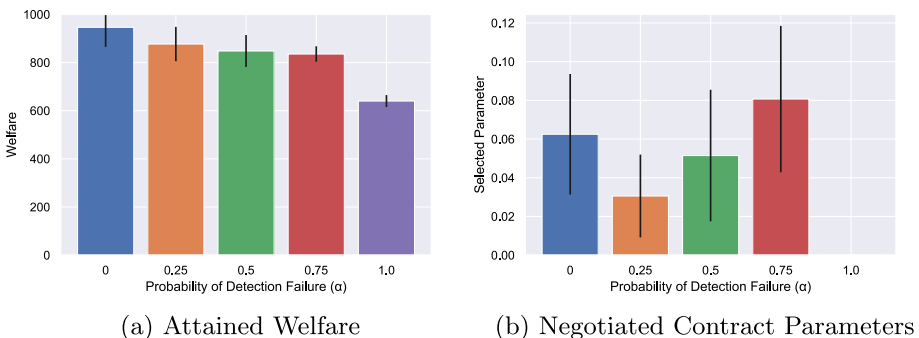 1000
800
600
400
200
0
Welfare
0 0.25 0.5 0.75 1.0
Probability of Detection Failure (α)
(a) Attained Welfare
0.12
0.10
0.08
0.06
0.04
0.02
0.00
Selected Parameter
0 0.25 0.5 0.75 1.0
Probability of Detection Failure (α)
(b) Negotiated Contract Parameters